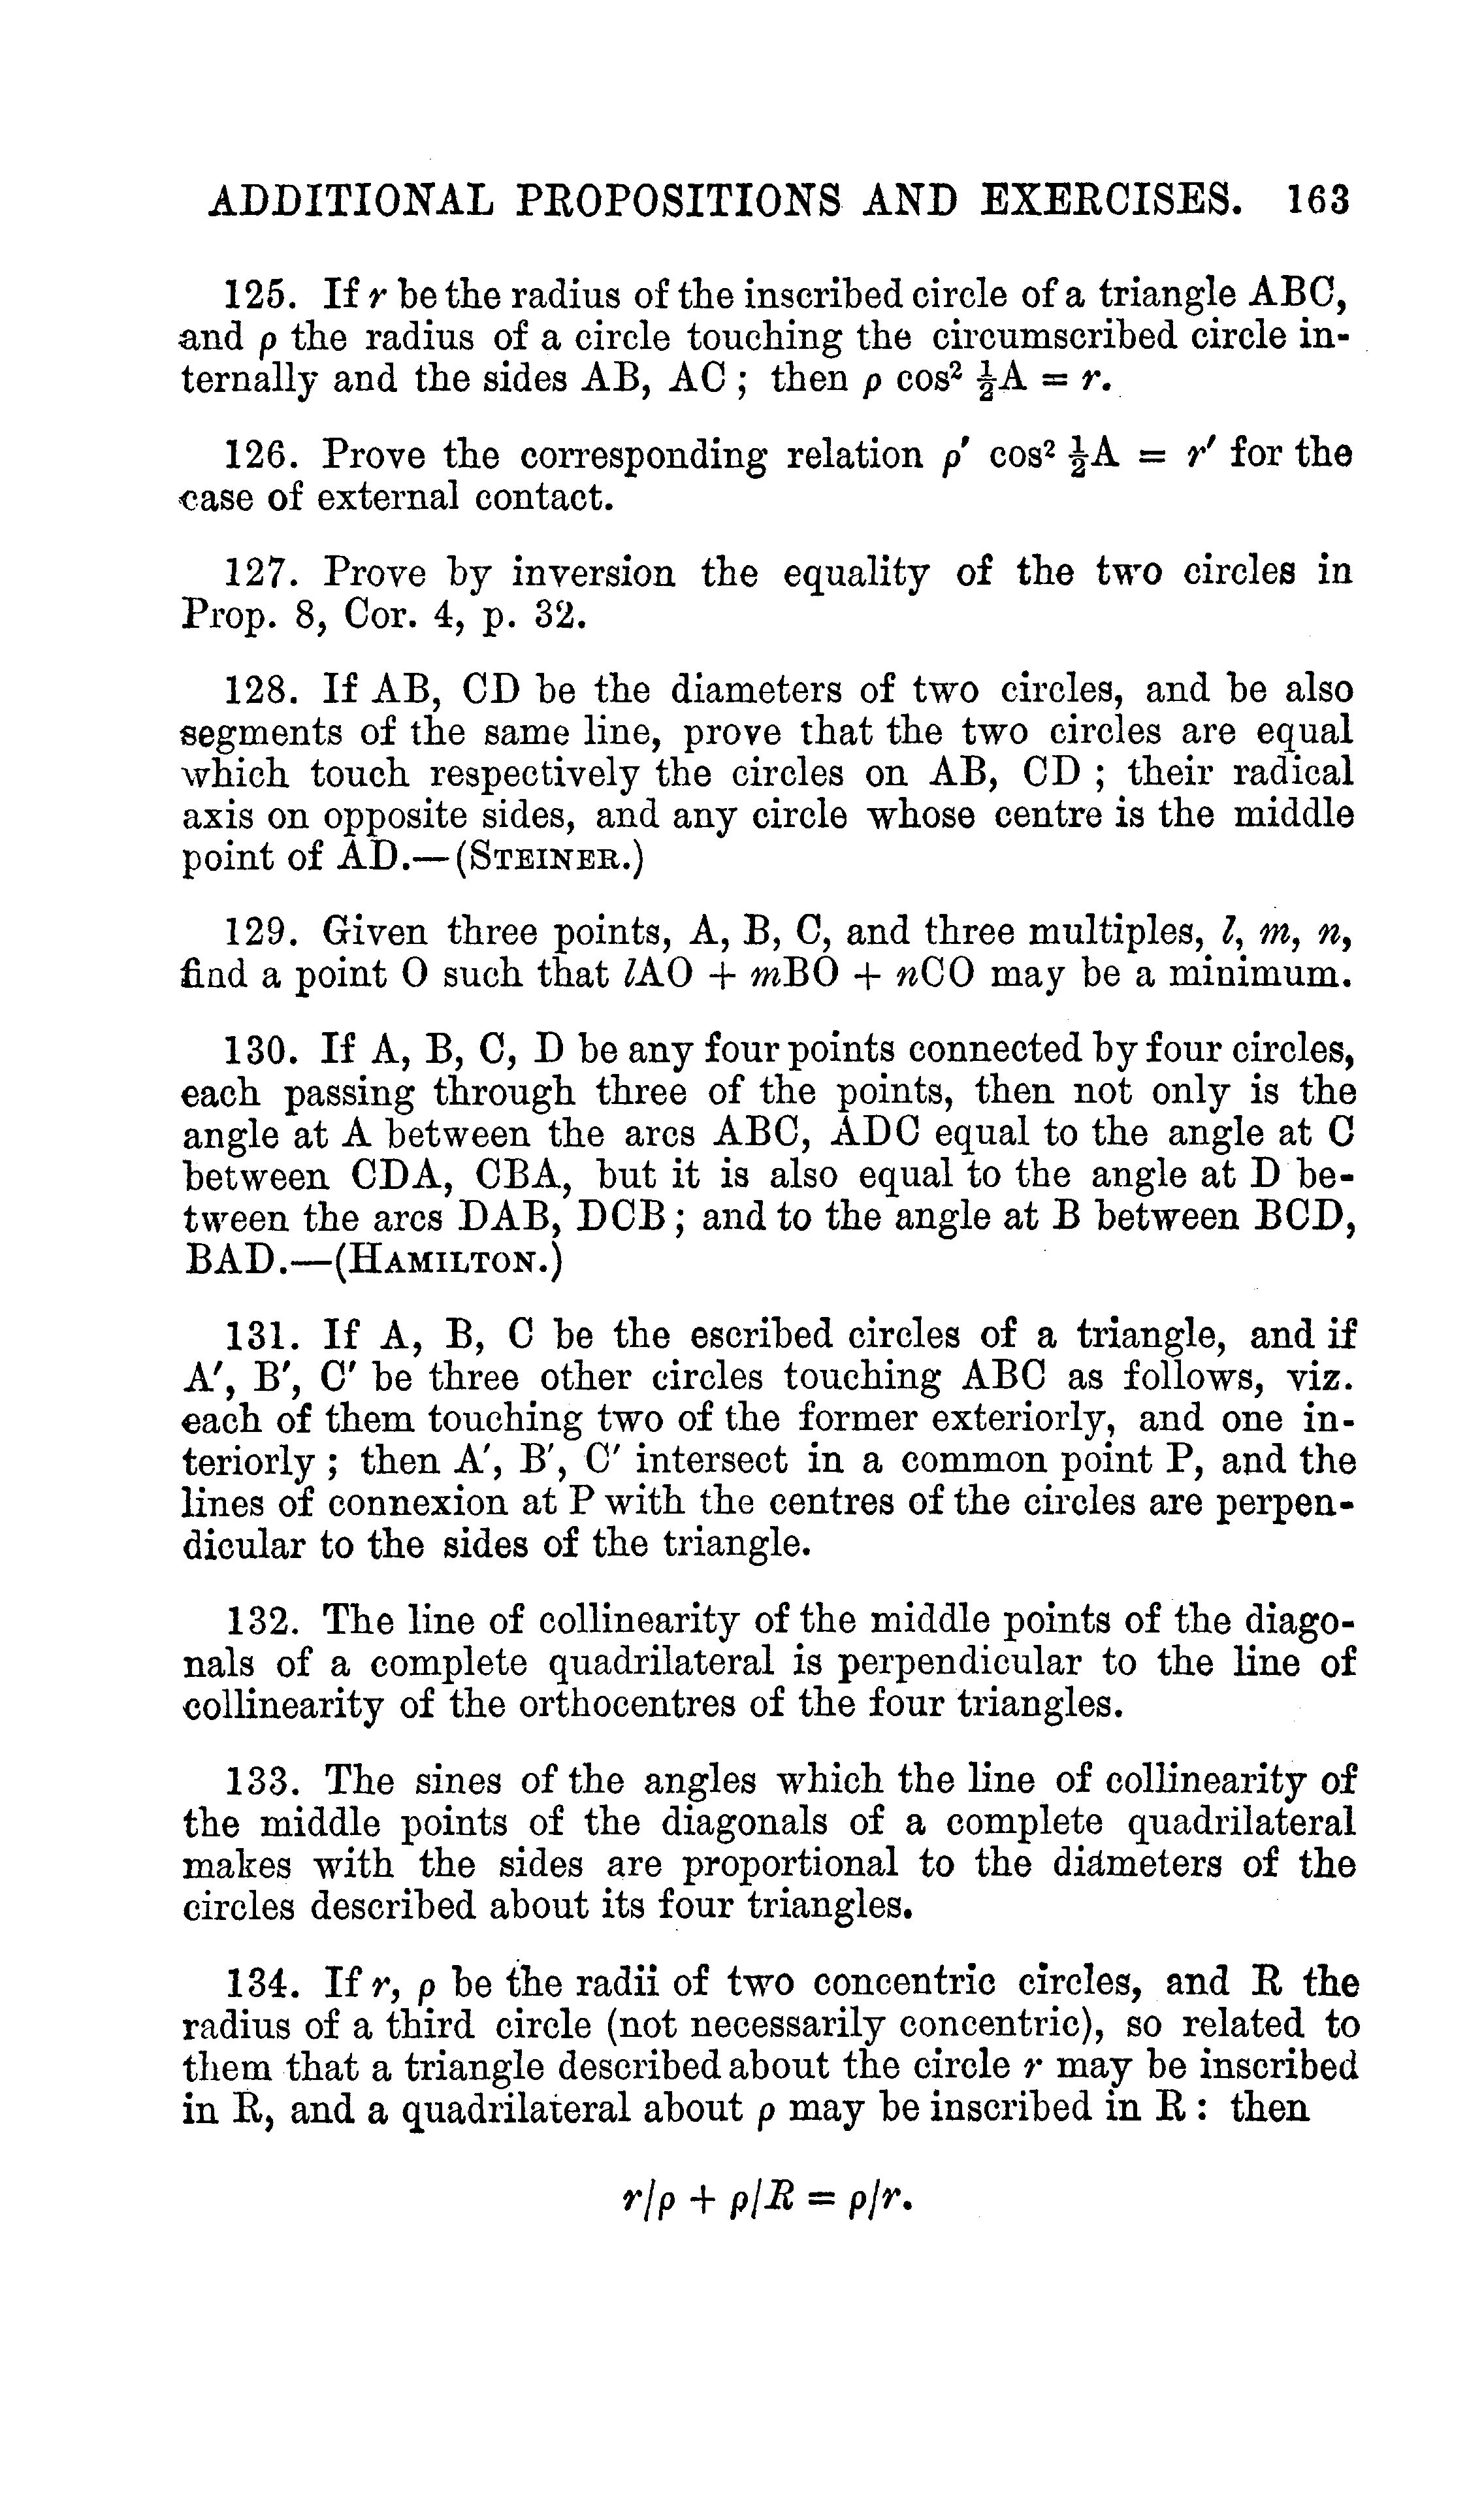 ADDITIONAL PROPOSITIONS AND EXERCISES. 163
125. If r be the radius of the inscribed circle of a triangle ABC,
and ρ the radius of a circle touching the circumscribed circle in-
ternally and the sides AB, AC ; then ρ cos² ½A = r.
126. Prove the corresponding relation ρ′ cos² ½A = r′ for the
case of external contact.
127. Prove by inversion the equality of the two circles in
Prop. 8, Cor. 4, p. 32.
128. If AB, CD be the diameters of two circles, and be also
segments of the same line, prove that the two circles are equal
which touch respectively the circles on AB, CD ; their radical
axis on opposite sides, and any circle whose centre is the middle
point of AD.—(STEINER.)
129. Given three points, A, B, C, and three multiples, l, m, n,
find a point O such that lAO + mBO + nCO may be a minimum.
130. If A, B, C, D be any four points connected by four circles,
each passing through three of the points, then not only is the
angle at A between the arcs ABC, ADC equal to the angle at C
between CDA, CBA, but it is also equal to the angle at D be-
tween the arcs DAB, DCB ; and to the angle at B between BCD,
BAD.—(HAMILTON.)
131. If A, B, C be the escribed circles of a triangle, and if
A′, B′, C′ be three other circles touching ABC as follows, viz.
each of them touching two of the former exteriorly, and one in-
teriorly ; then A′, B′, C′ intersect in a common point P, and the
lines of connexion at P with the centres of the circles are perpen-
dicular to the sides of the triangle.
132. The line of collinearity of the middle points of the diago-
nals of a complete quadrilateral is perpendicular to the line of
collinearity of the orthocentres of the four triangles.
133. The sines of the angles which the line of collinearity of
the middle points of the diagonals of a complete quadrilateral
makes with the sides are proportional to the diameters of the
circles described about its four triangles.
134. If r, ρ be the radii of two concentric circles, and R the
radius of a third circle (not necessarily concentric), so related to
them that a triangle described about the circle r may be inscribed
in R, and a quadrilateral about ρ may be inscribed in R : then
r/ρ + ρ/R = ρ/r.